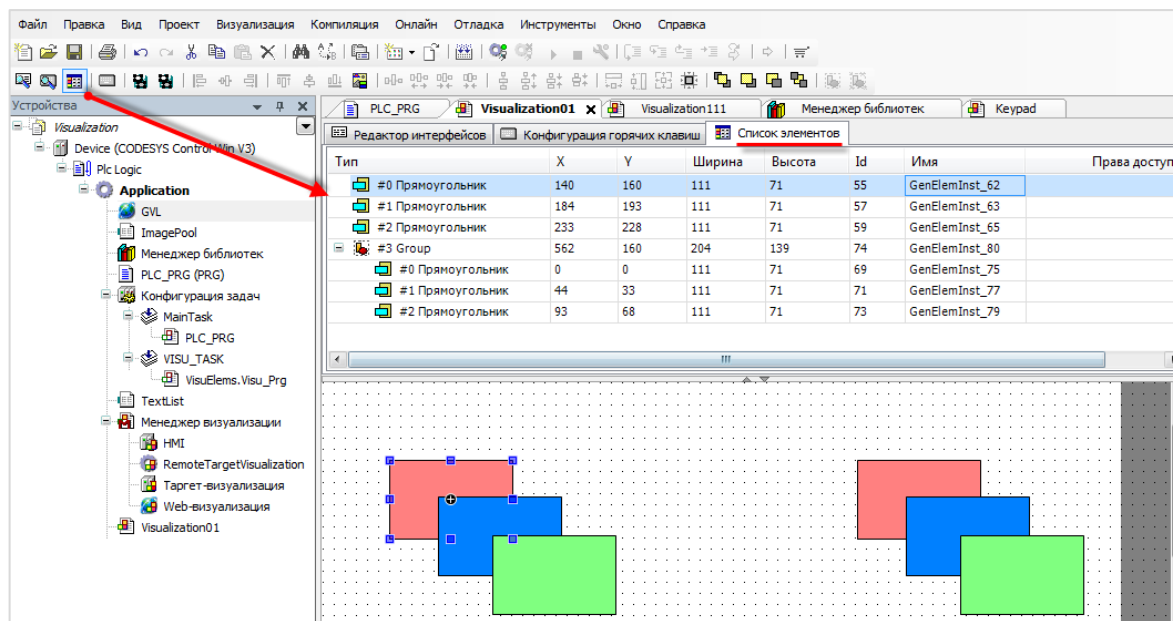 Файл Правка Вид Проект Визуализация Компиляция Онлайн Отладка Инструменты Окно Справка
Устройства
Visualization
Device (CODESYS Control Win V3)
Plc Logic
Application
GVL
ImagePool
Менеджер библиотек
PLC_PRG (PRG)
Конфигурация задач
MainTask
PLC_PRG
VISU_TASK
VisuElems.Visu_Prg
TextList
Менеджер визуализации
HMI
RemoteTargetVisualization
Таргет-визуализация
Web-визуализация
Visualization01
PLC_PRG Visualization01 Visualization111 Менеджер библиотек Keypad
Редактор интерфейсов Конфигурация горячих клавиш Список элементов
Тип X Y Ширина Высота Id Имя Права доступ
#0 Прямоугольник 140 160 111 71 55 GenElemInst_62
#1 Прямоугольник 184 193 111 71 57 GenElemInst_63
#2 Прямоугольник 233 228 111 71 59 GenElemInst_65
#3 Group 562 160 204 139 74 GenElemInst_80
#0 Прямоугольник 0 0 111 71 69 GenElemInst_75
#1 Прямоугольник 44 33 111 71 71 GenElemInst_77
#2 Прямоугольник 93 68 111 71 73 GenElemInst_79